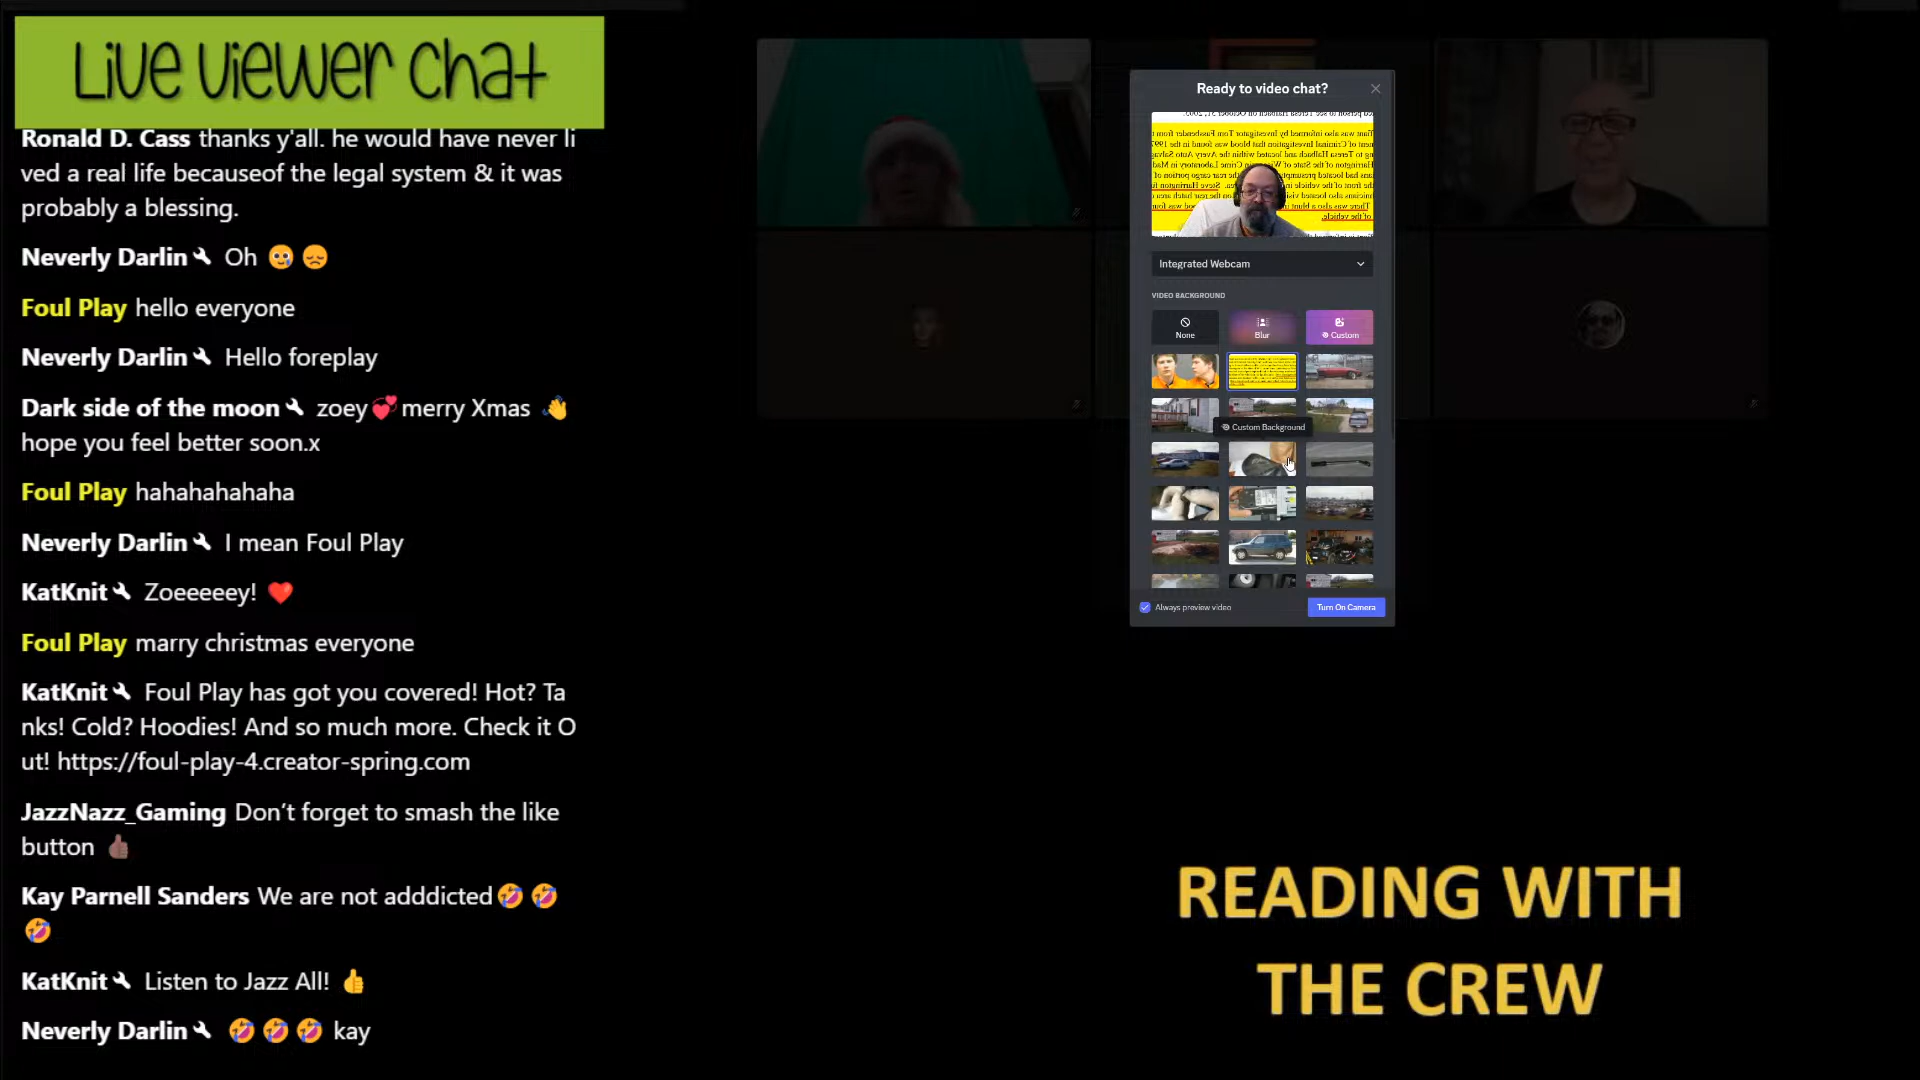 Live Viewer Chat
Ronald D. Cass thanks y'all. he would have never li
ved a real life becauseof the legal system & it was
probably a blessing.
Neverly Darlin🔧 Oh 🥲 😞
Foul Play hello everyone
Neverly Darlin🔧 Hello foreplay
Dark side of the moon🔧 zoey💞 merry Xmas 👋
hope you feel better soon.x
Foul Play hahahahahaha
Neverly Darlin🔧 I mean Foul Play
KatKnit🔧 Zoeeeeey! ❤️
Foul Play marry christmas everyone
KatKnit🔧 Foul Play has got you covered! Hot? Ta
nks! Cold? Hoodies! And so much more. Check it O
ut! https://foul-play-4.creator-spring.com
JazzNazz_Gaming Don't forget to smash the like
button 👍🏾
Kay Parnell Sanders We are not adddicted🤣 🤣
🤣
KatKnit🔧 Listen to Jazz All! 👍
Neverly Darlin🔧 🤣 🤣 🤣 kay
Ready to video chat?
Integrated Webcam
VIDEO BACKGROUND
None
Blur
Custom
Custom Background
Always preview video
Turn On Camera
READING WITH
THE CREW